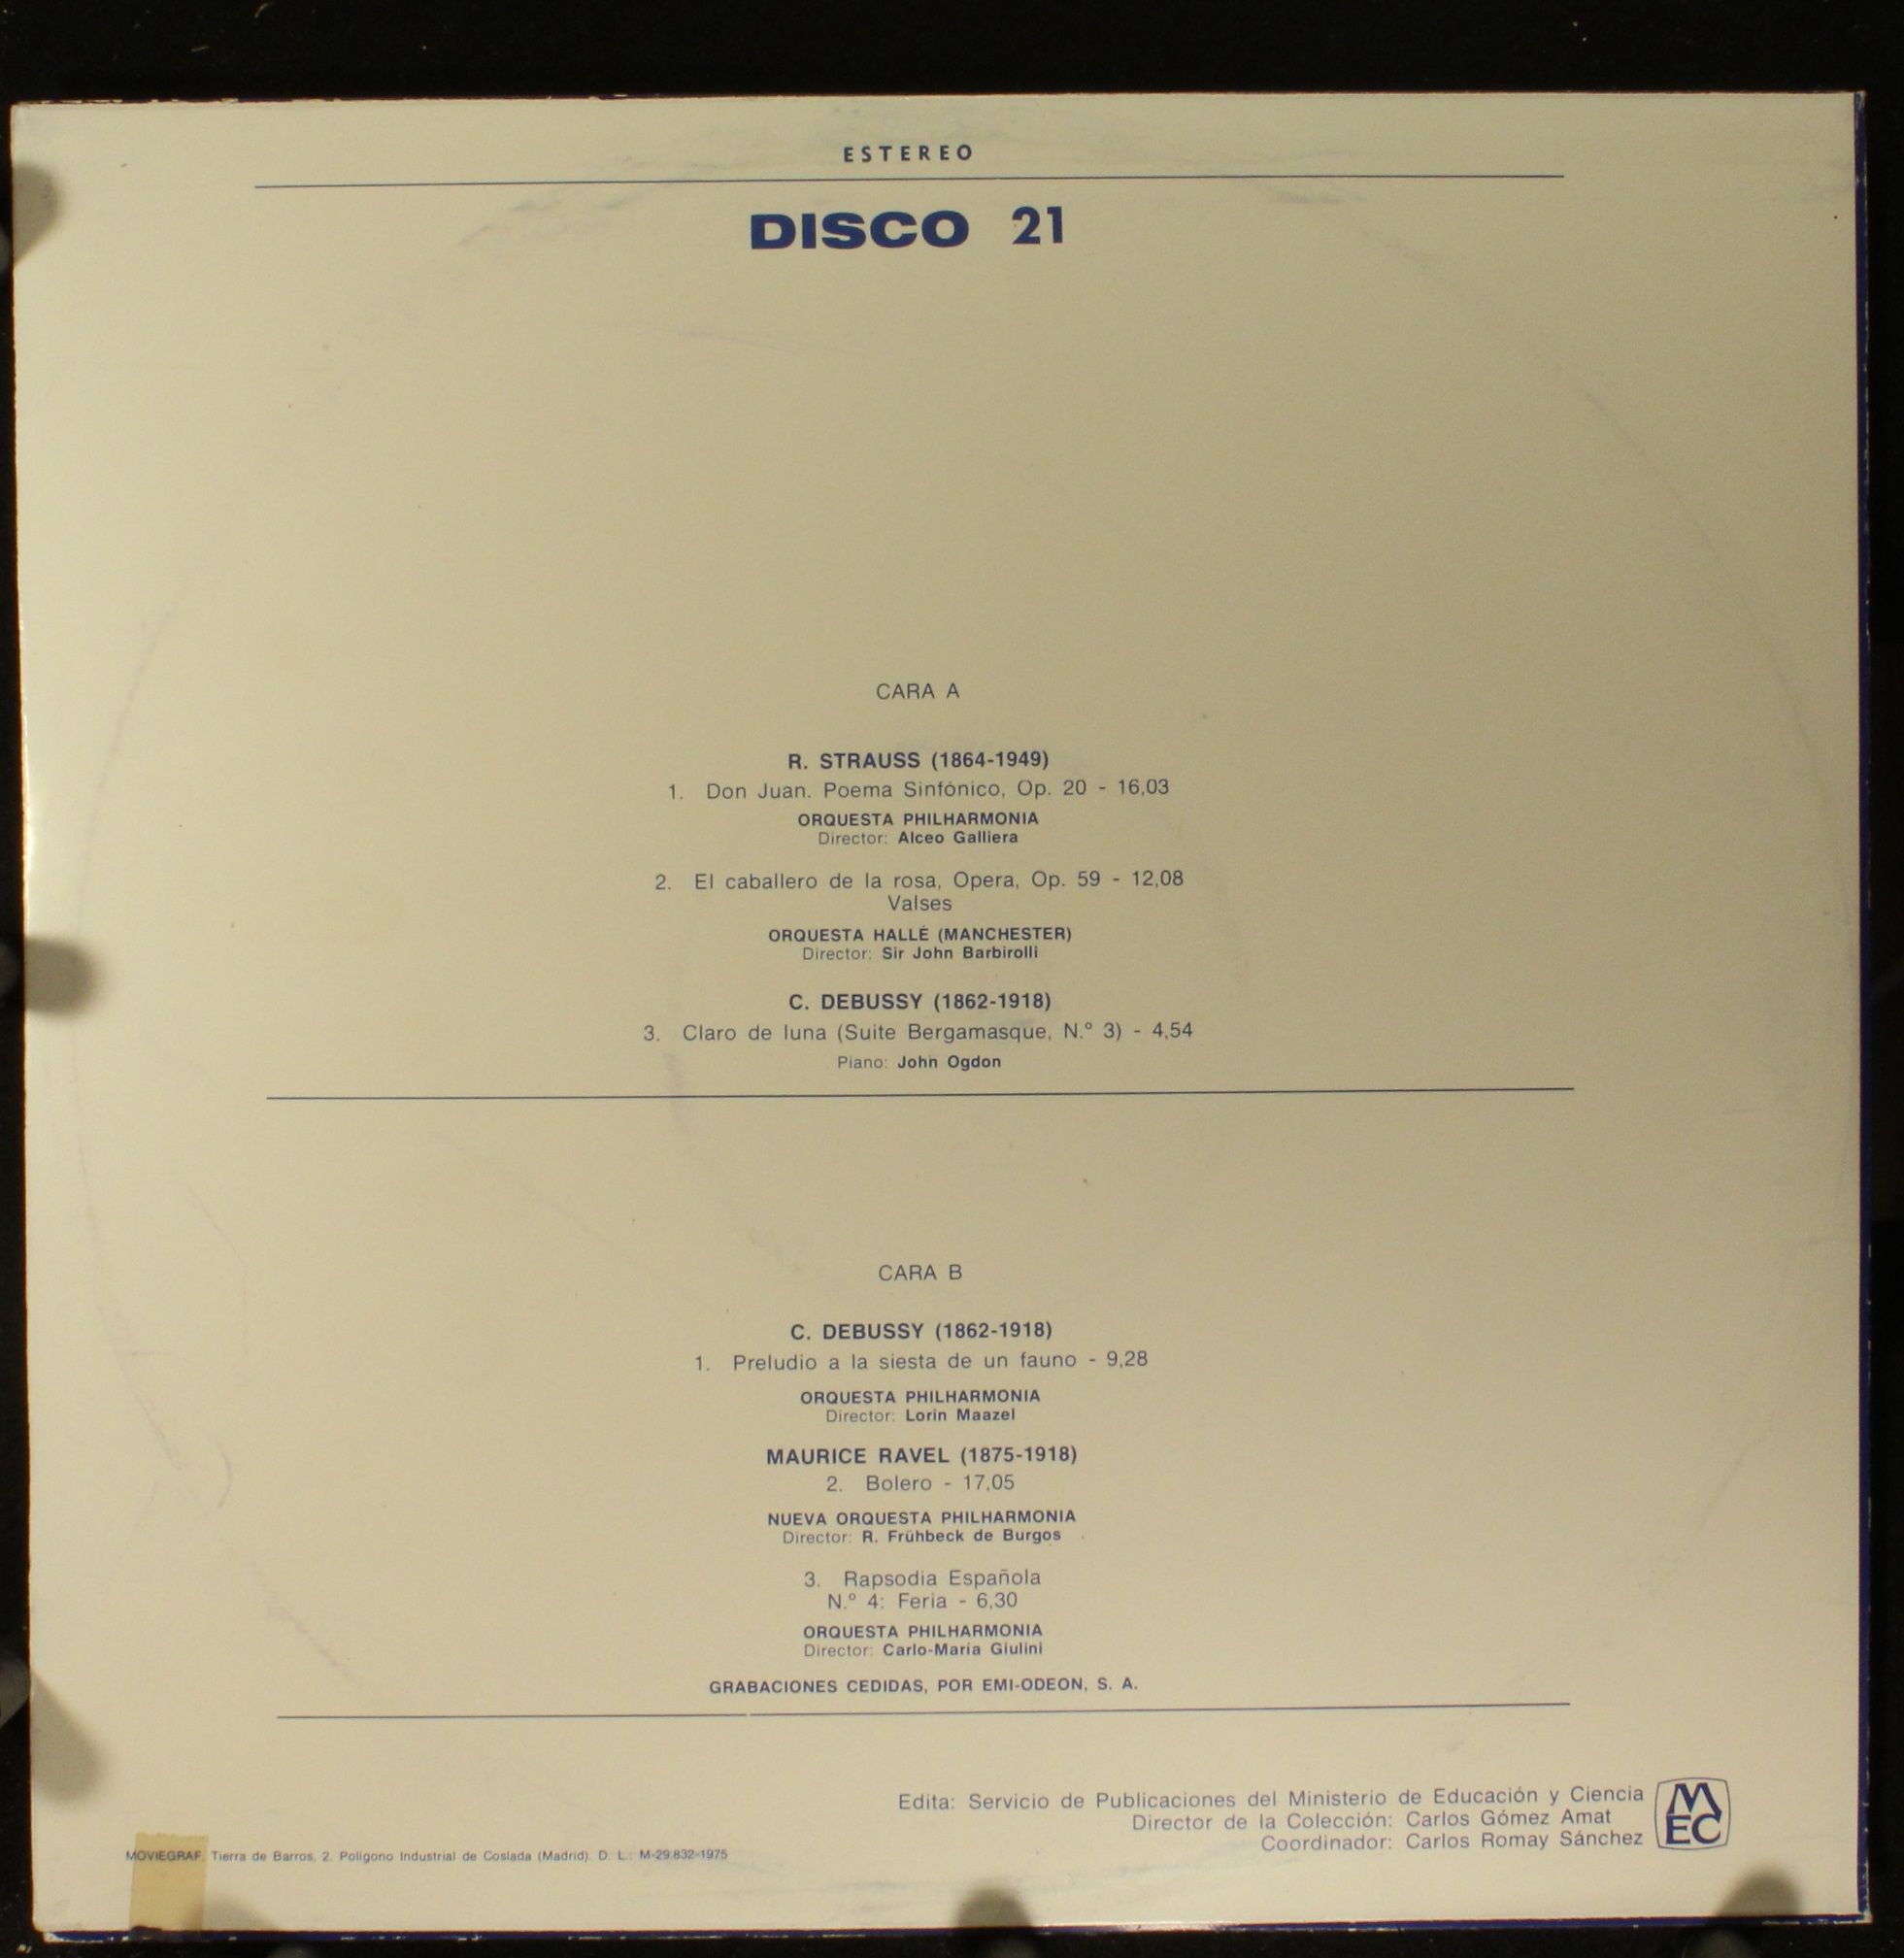 ESTEREO
DISCO 21
CARA A
R. STRAUSS (1864-1949)
1. Don Juan. Poema Sinfónico, Op. 20 - 16,03
ORQUESTA PHILHARMONIA
Director: Alceo Galliera
2. El caballero de la rosa, Opera, Op. 59 - 12,08
Valses
ORQUESTA HALLÉ (MANCHESTER)
Director: Sir John Barbirolli
C. DEBUSSY (1862-1918)
3. Claro de luna (Suite Bergamasque, N.º 3) - 4,54
Piano: John Ogdon
CARA B
C. DEBUSSY (1862-1918)
1. Preludio a la siesta de un fauno - 9,28
ORQUESTA PHILHARMONIA
Director: Lorin Maazel
MAURICE RAVEL (1875-1918)
2. Bolero - 17,05
NUEVA ORQUESTA PHILHARMONIA
Director: R. Frühbeck de Burgos
3. Rapsodia Española
N.º 4: Feria - 6,30
ORQUESTA PHILHARMONIA
Director: Carlo-María Giulini
GRABACIONES CEDIDAS, POR EMI-ODEON, S. A.
Edita: Servicio de Publicaciones del Ministerio de Educación y Ciencia
Director de la Colección: Carlos Gómez Amat
Coordinador: Carlos Romay Sánchez
MEC
MOVIEGRAF. Tierra de Barros, 2. Polígono Industrial de Coslada (Madrid). D. L.: M-29.832-1975